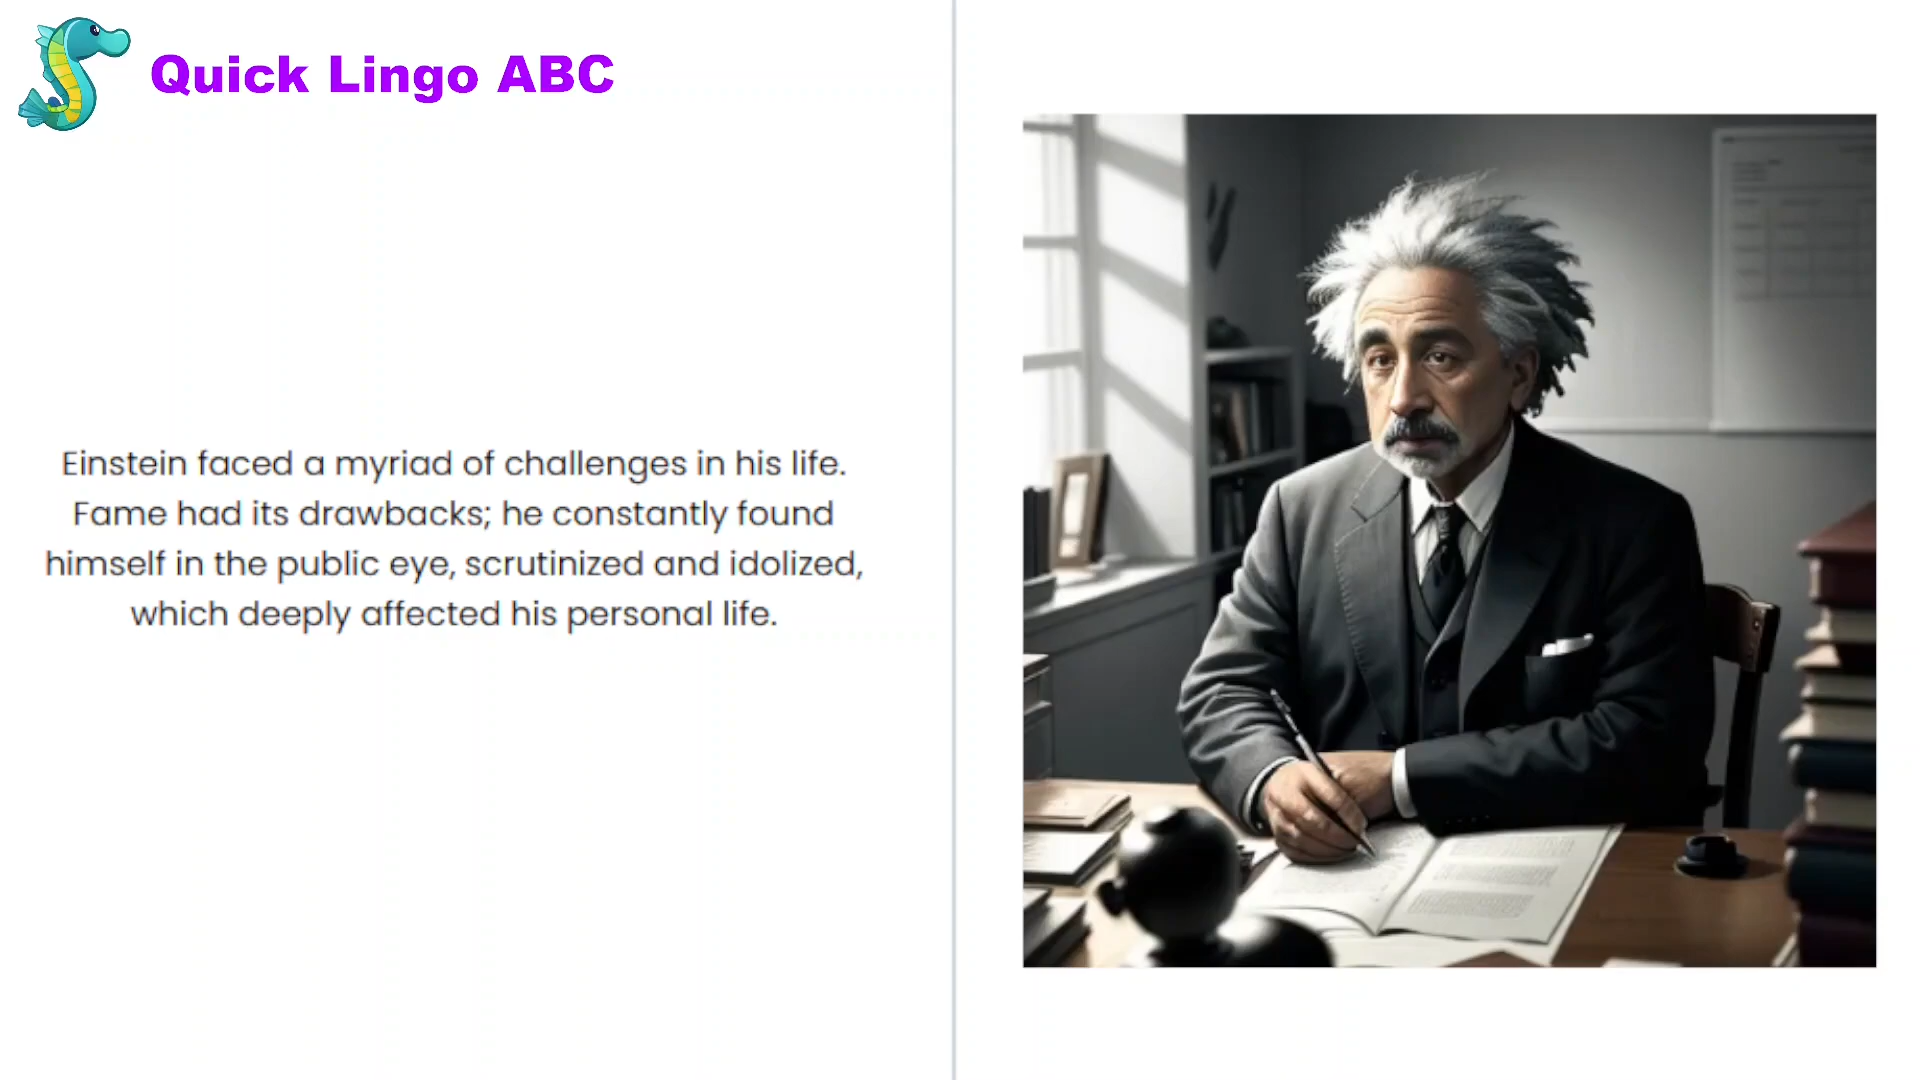 Quick Lingo ABC
Einstein faced a myriad of challenges in his life.
Fame had its drawbacks; he constantly found
himself in the public eye, scrutinized and idolized,
which deeply affected his personal life.